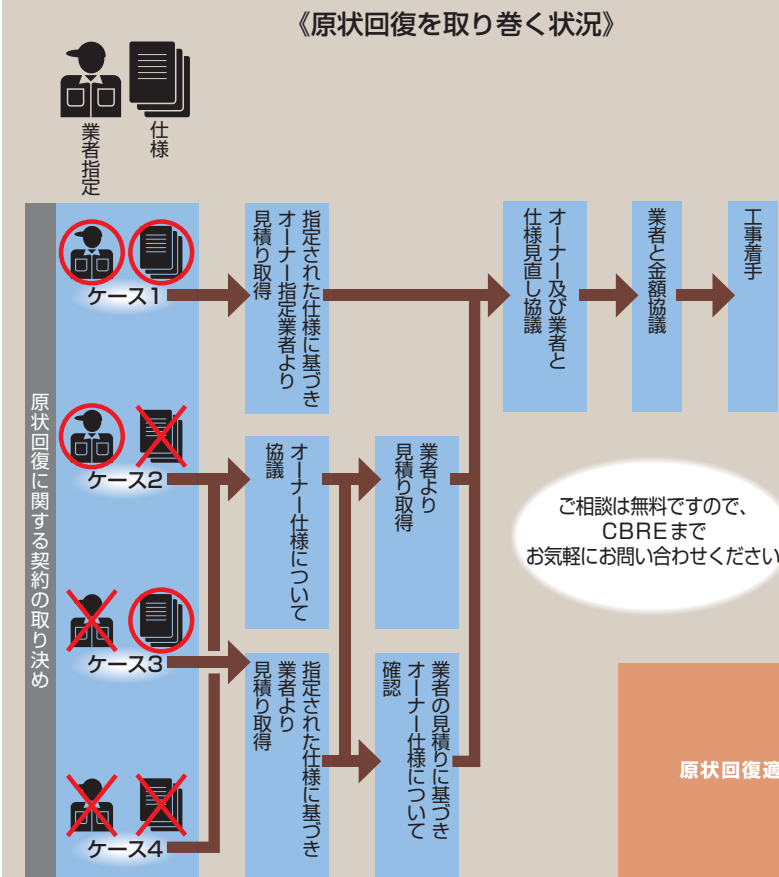 《原状回復を取り巻く状況》
業者指定
仕様
原状回復に関する契約の取り決め
ケース1
ケース2
ケース3
ケース4
指定された仕様に基づき
オーナー指定業者より
見積り取得
オーナー仕様について
協議
指定された仕様に基づき
業者より
見積り取得
業者より
見積り取得
業者の見積りに基づき
オーナー仕様について
確認
オーナー及び業者と
仕様見直し協議
業者と金額協議
工事着手
ご相談は無料ですので、
CBREまで
お気軽にお問い合わせください
原状回復適